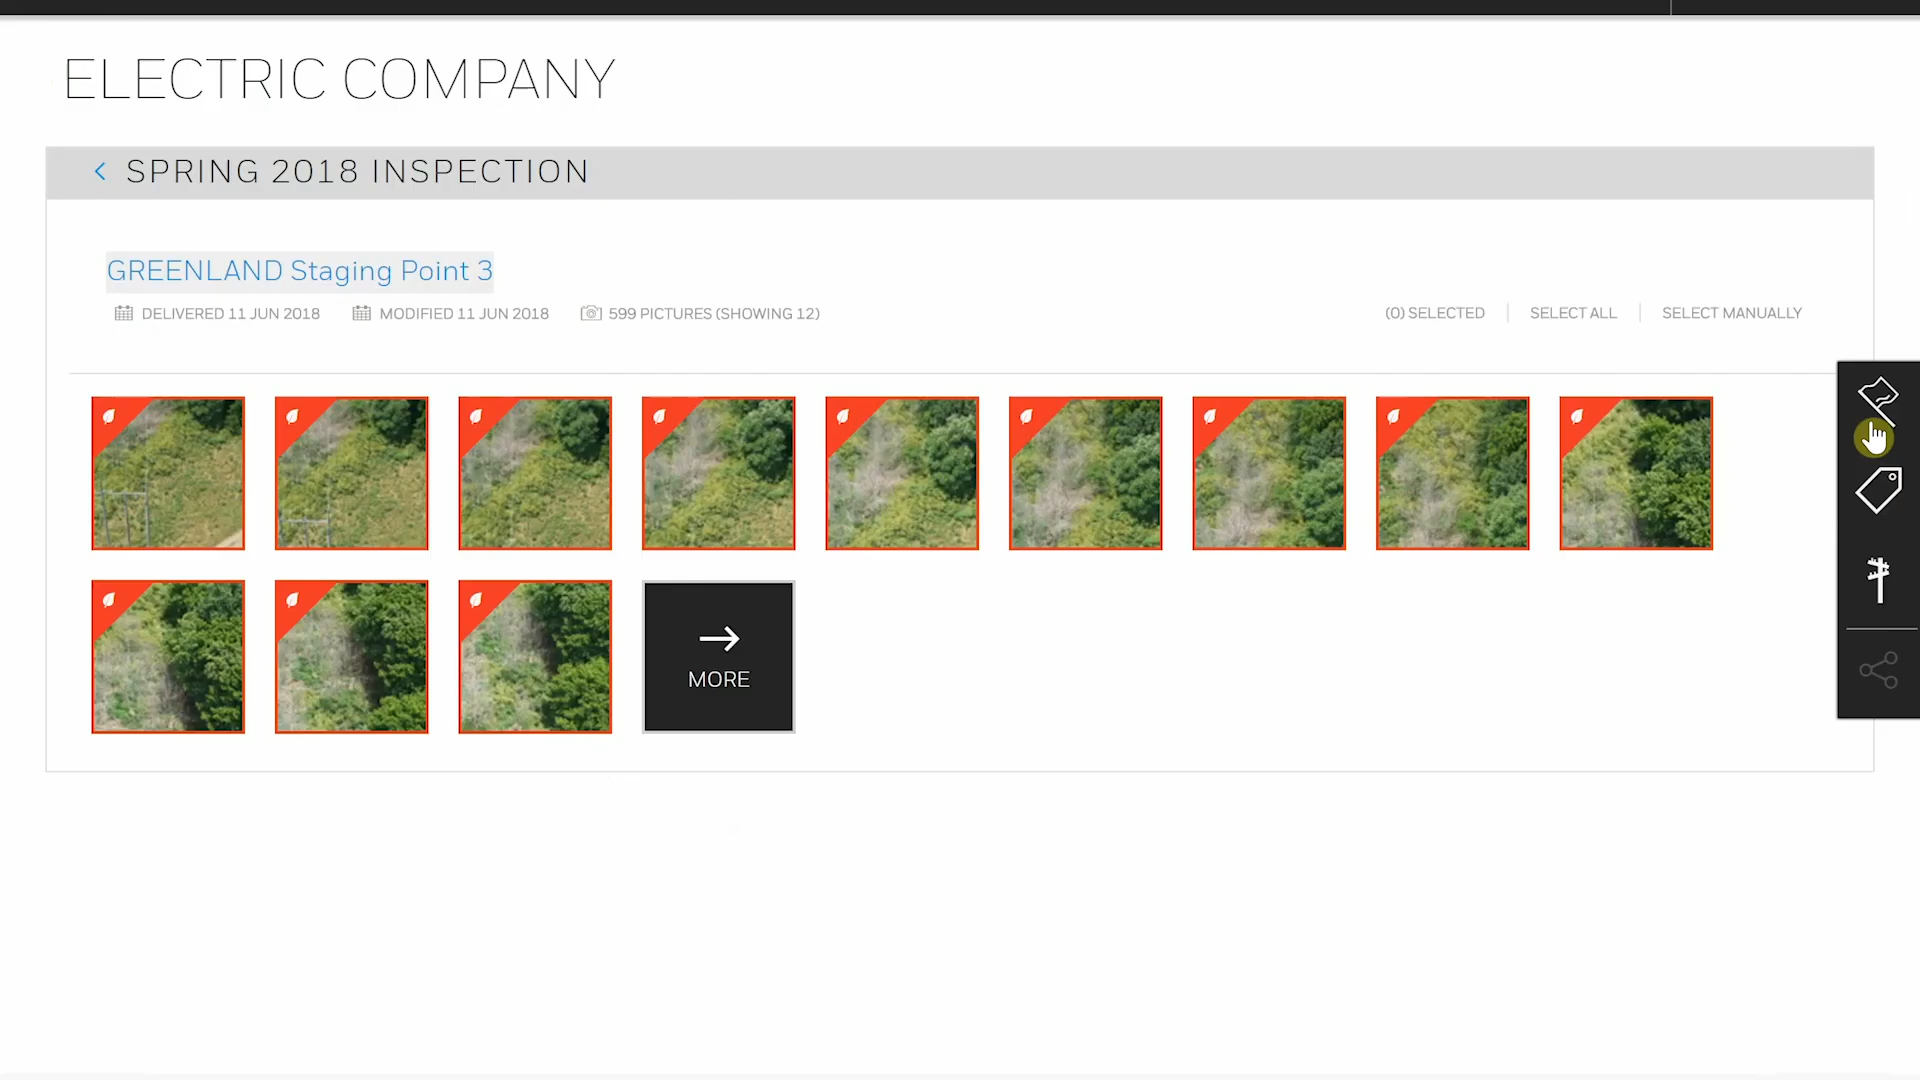 ELECTRIC COMPANY
SPRING 2018 INSPECTION
GREENLAND Staging Point 3
DELIVERED 11 JUN 2018 MODIFIED 11 JUN 2018 599 PICTURES (SHOWING 12) (0) SELECTED SELECT ALL SELECT MANUALLY
MORE